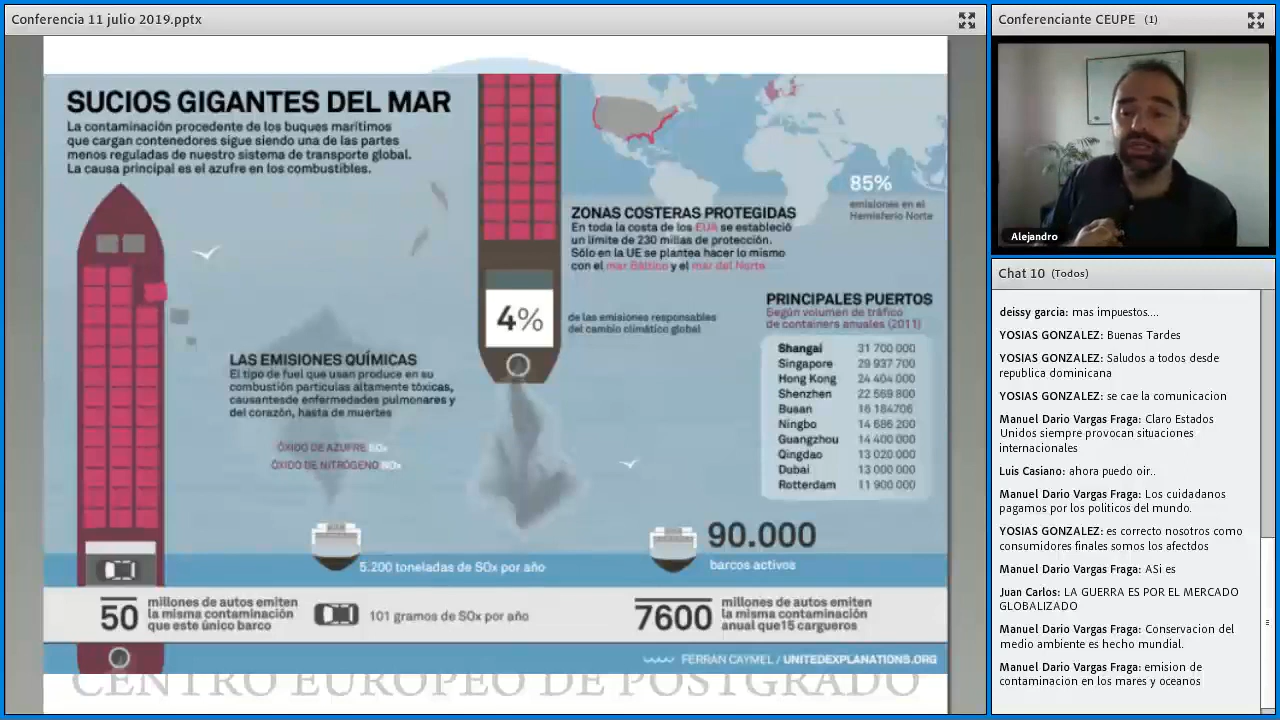 Conferencia 11 julio 2019.pptx
SUCIOS GIGANTES DEL MAR
La contaminación procedente de los buques marítimos
que cargan contenedores sigue siendo una de las partes
menos reguladas de nuestro sistema de transporte global.
La causa principal es el azufre en los combustibles.
85%
emisiones en el
Hemisferio Norte
ZONAS COSTERAS PROTEGIDAS
En toda la costa de los EUA se estableció
un límite de 230 millas de protección.
Sólo en la UE se plantea hacer lo mismo
con el mar Báltico y el mar del Norte.
4%
de las emisiones responsables
del cambio climático global
PRINCIPALES PUERTOS
Según volumen de tráfico
de containers anuales (2011)
Shangai 31 700 000
Singapore 29 937 700
Hong Kong 24 404 000
Shenzhen 22 569 800
Busan 16 184706
Ningbo 14 686 200
Guangzhou 14 400 000
Qingdao 13 020 000
Dubai 13 000 000
Rotterdam 11 900 000
LAS EMISIONES QUÍMICAS
El tipo de fuel que usan produce en su
combustión partículas altamente tóxicas,
causantesde enfermedades pulmonares y
del corazón, hasta de muertes
ÓXIDO DE AZUFRE SOx
ÓXIDO DE NITRÓGENO NOx
5.200 toneladas de SOx por año
90.000
barcos activos
50 millones de autos emiten
la misma contaminación
que este único barco
101 gramos de SOx por año
7600 millones de autos emiten
la misma contaminación
anual que15 cargueros
FERRAN CAYMEL / UNITEDEXPLANATIONS.ORG
CENTRO EUROPEO DE POSTGRADO
Conferenciante CEUPE (1)
Alejandro
Chat 10 (Todos)
deissy garcia: mas impuestos....
YOSIAS GONZALEZ: Buenas Tardes
YOSIAS GONZALEZ: Saludos a todos desde
republica dominicana
YOSIAS GONZALEZ: se cae la comunicacion
Manuel Dario Vargas Fraga: Claro Estados
Unidos siempre provocan situaciones
internacionales
Luis Casiano: ahora puedo oir..
Manuel Dario Vargas Fraga: Los cuidadanos
pagamos por los politicos del mundo.
YOSIAS GONZALEZ: es correcto nosotros como
consumidores finales somos los afectdos
Manuel Dario Vargas Fraga: ASi es
Juan Carlos: LA GUERRA ES POR EL MERCADO
GLOBALIZADO
Manuel Dario Vargas Fraga: Conservacion del
medio ambiente es hecho mundial.
Manuel Dario Vargas Fraga: emision de
contaminacion en los mares y oceanos